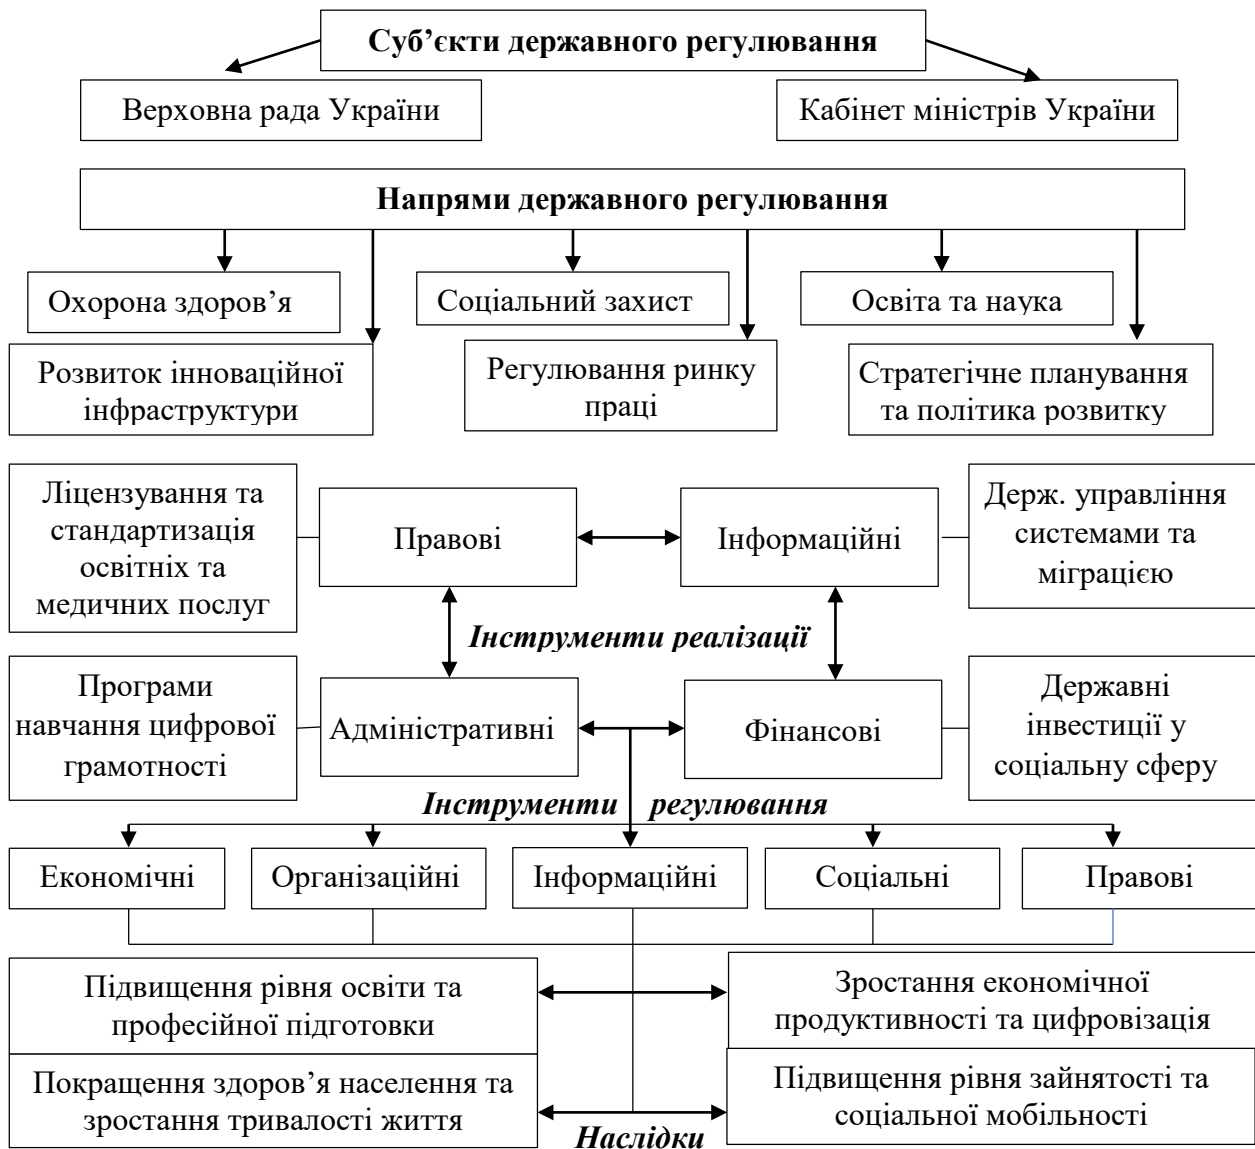 Суб’єкти державного регулювання
Верховна рада України
Кабінет міністрів України
Напрями державного регулювання
Охорона здоров’я
Соціальний захист
Освіта та наука
Розвиток інноваційної
інфраструктури
Регулювання ринку
праці
Стратегічне планування
та політика розвитку
Ліцензування та
стандартизація
освітніх та
медичних послуг
Правові
Інформаційні
Держ. управління
системами та
міграцією
Інструменти реалізації
Програми
навчання цифрової
грамотності
Адміністративні
Фінансові
Державні
інвестиції у
соціальну сферу
Інструменти регулювання
Економічні
Організаційні
Інформаційні
Соціальні
Правові
Підвищення рівня освіти та
професійної підготовки
Зростання економічної
продуктивності та цифровізація
Покращення здоров’я населення та
зростання тривалості життя
Підвищення рівня зайнятості та
соціальної мобільності
Наслідки